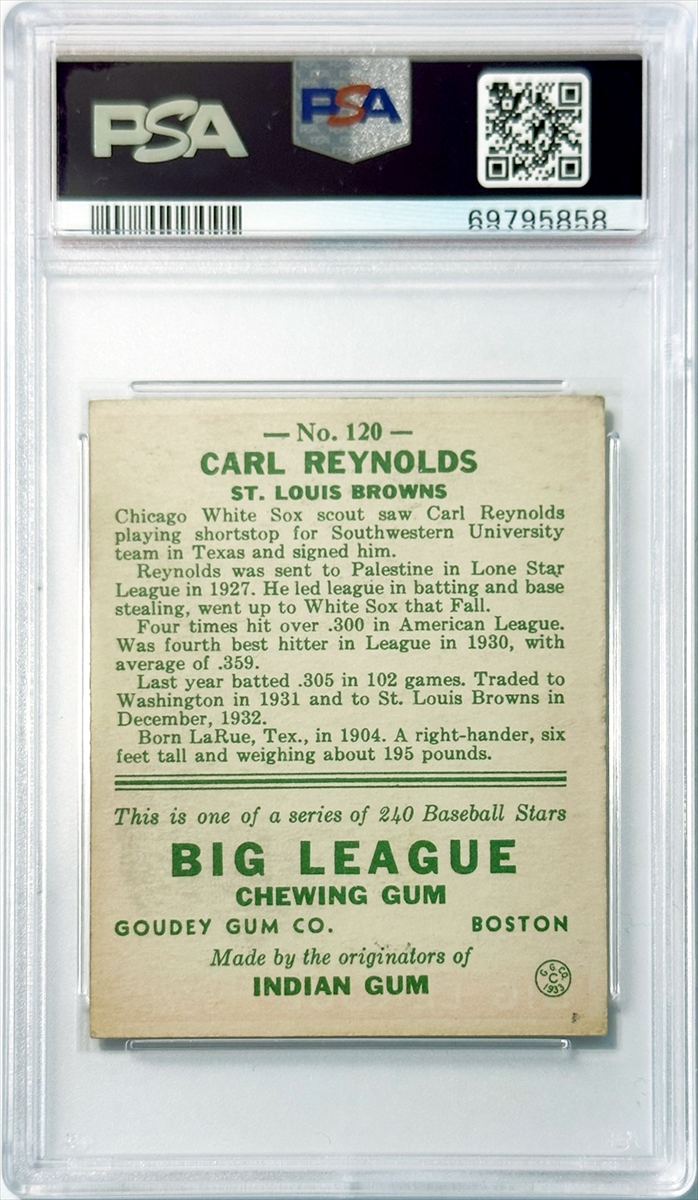 PSA
PSA
69795858
— No. 120 —
CARL REYNOLDS
ST. LOUIS BROWNS
Chicago White Sox scout saw Carl Reynolds
playing shortstop for Southwestern University
team in Texas and signed him.
Reynolds was sent to Palestine in Lone Star
League in 1927. He led league in batting and base
stealing, went up to White Sox that Fall.
Four times hit over .300 in American League.
Was fourth best hitter in League in 1930, with
average of .359.
Last year batted .305 in 102 games. Traded to
Washington in 1931 and to St. Louis Browns in
December, 1932.
Born LaRue, Tex., in 1904. A right-hander, six
feet tall and weighing about 195 pounds.
This is one of a series of 240 Baseball Stars
BIG LEAGUE
CHEWING GUM
GOUDEY GUM CO. BOSTON
Made by the originators of
INDIAN GUM
G. G. CO.
C
1933